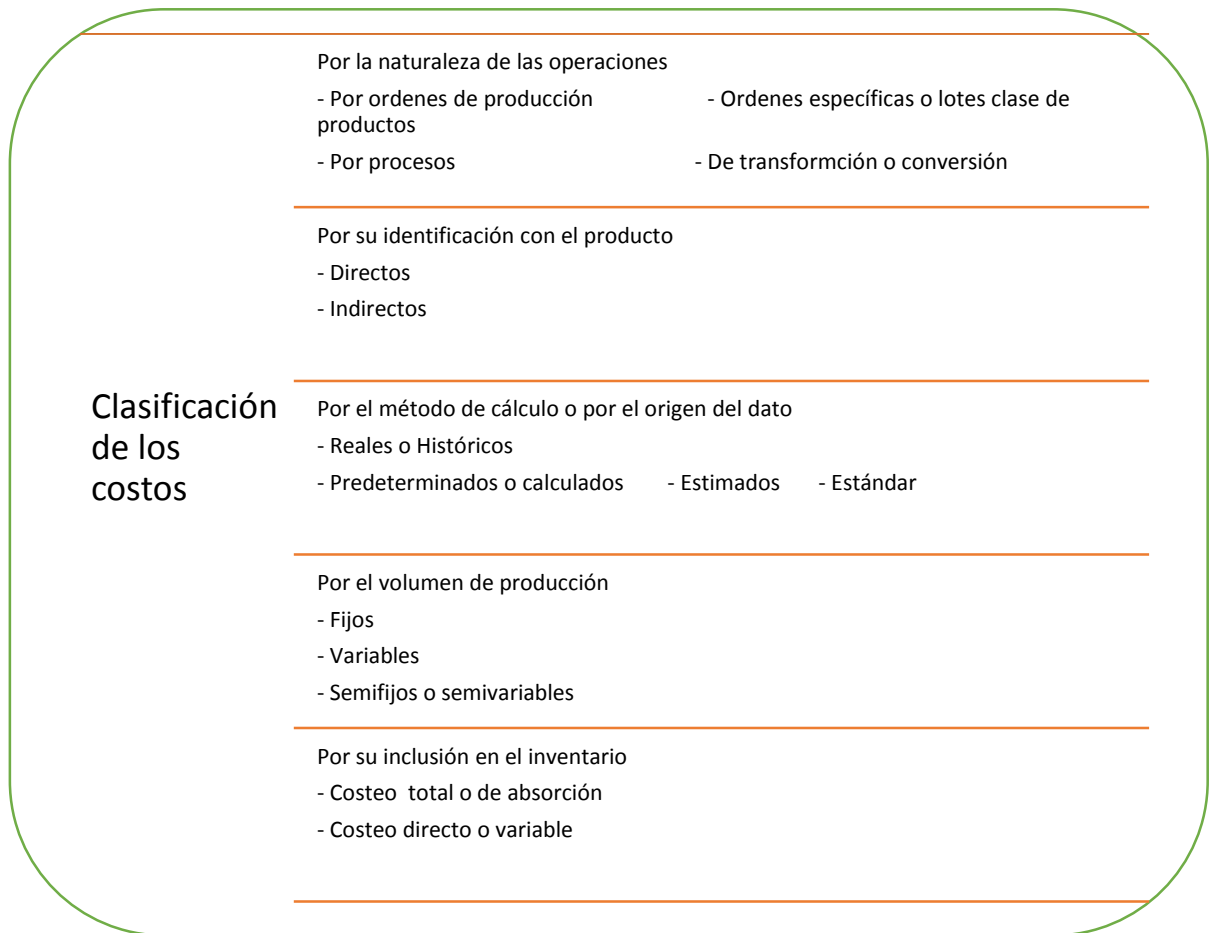 Por la naturaleza de las operaciones
- Por ordenes de producción - Ordenes específicas o lotes clase de
productos
- Por procesos - De transformción o conversión
Por su identificación con el producto
- Directos
- Indirectos
Clasificación
de los
costos
Por el método de cálculo o por el origen del dato
- Reales o Históricos
- Predeterminados o calculados - Estimados - Estándar
Por el volumen de producción
- Fijos
- Variables
- Semifijos o semivariables
Por su inclusión en el inventario
- Costeo total o de absorción
- Costeo directo o variable